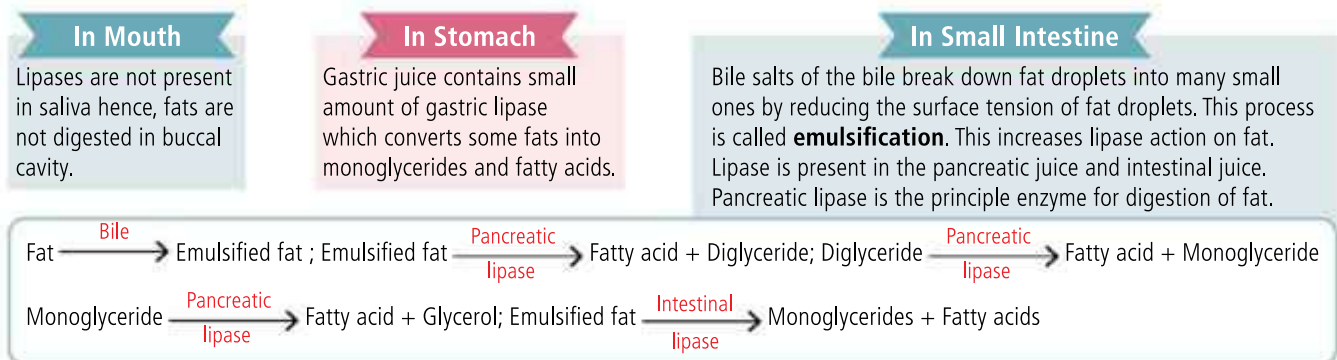 In Mouth
Lipases are not present
in saliva hence, fats are
not digested in buccal
cavity.
In Stomach
Gastric juice contains small
amount of gastric lipase
which converts some fats into
monoglycerides and fatty acids.
In Small Intestine
Bile salts of the bile break down fat droplets into many small
ones by reducing the surface tension of fat droplets. This process
is called emulsification. This increases lipase action on fat.
Lipase is present in the pancreatic juice and intestinal juice.
Pancreatic lipase is the principle enzyme for digestion of fat.
Fat Bile → Emulsified fat ; Emulsified fat Pancreatic lipase → Fatty acid + Diglyceride; Diglyceride Pancreatic lipase → Fatty acid + Monoglyceride
Monoglyceride Pancreatic lipase → Fatty acid + Glycerol; Emulsified fat Intestinal lipase → Monoglycerides + Fatty acids